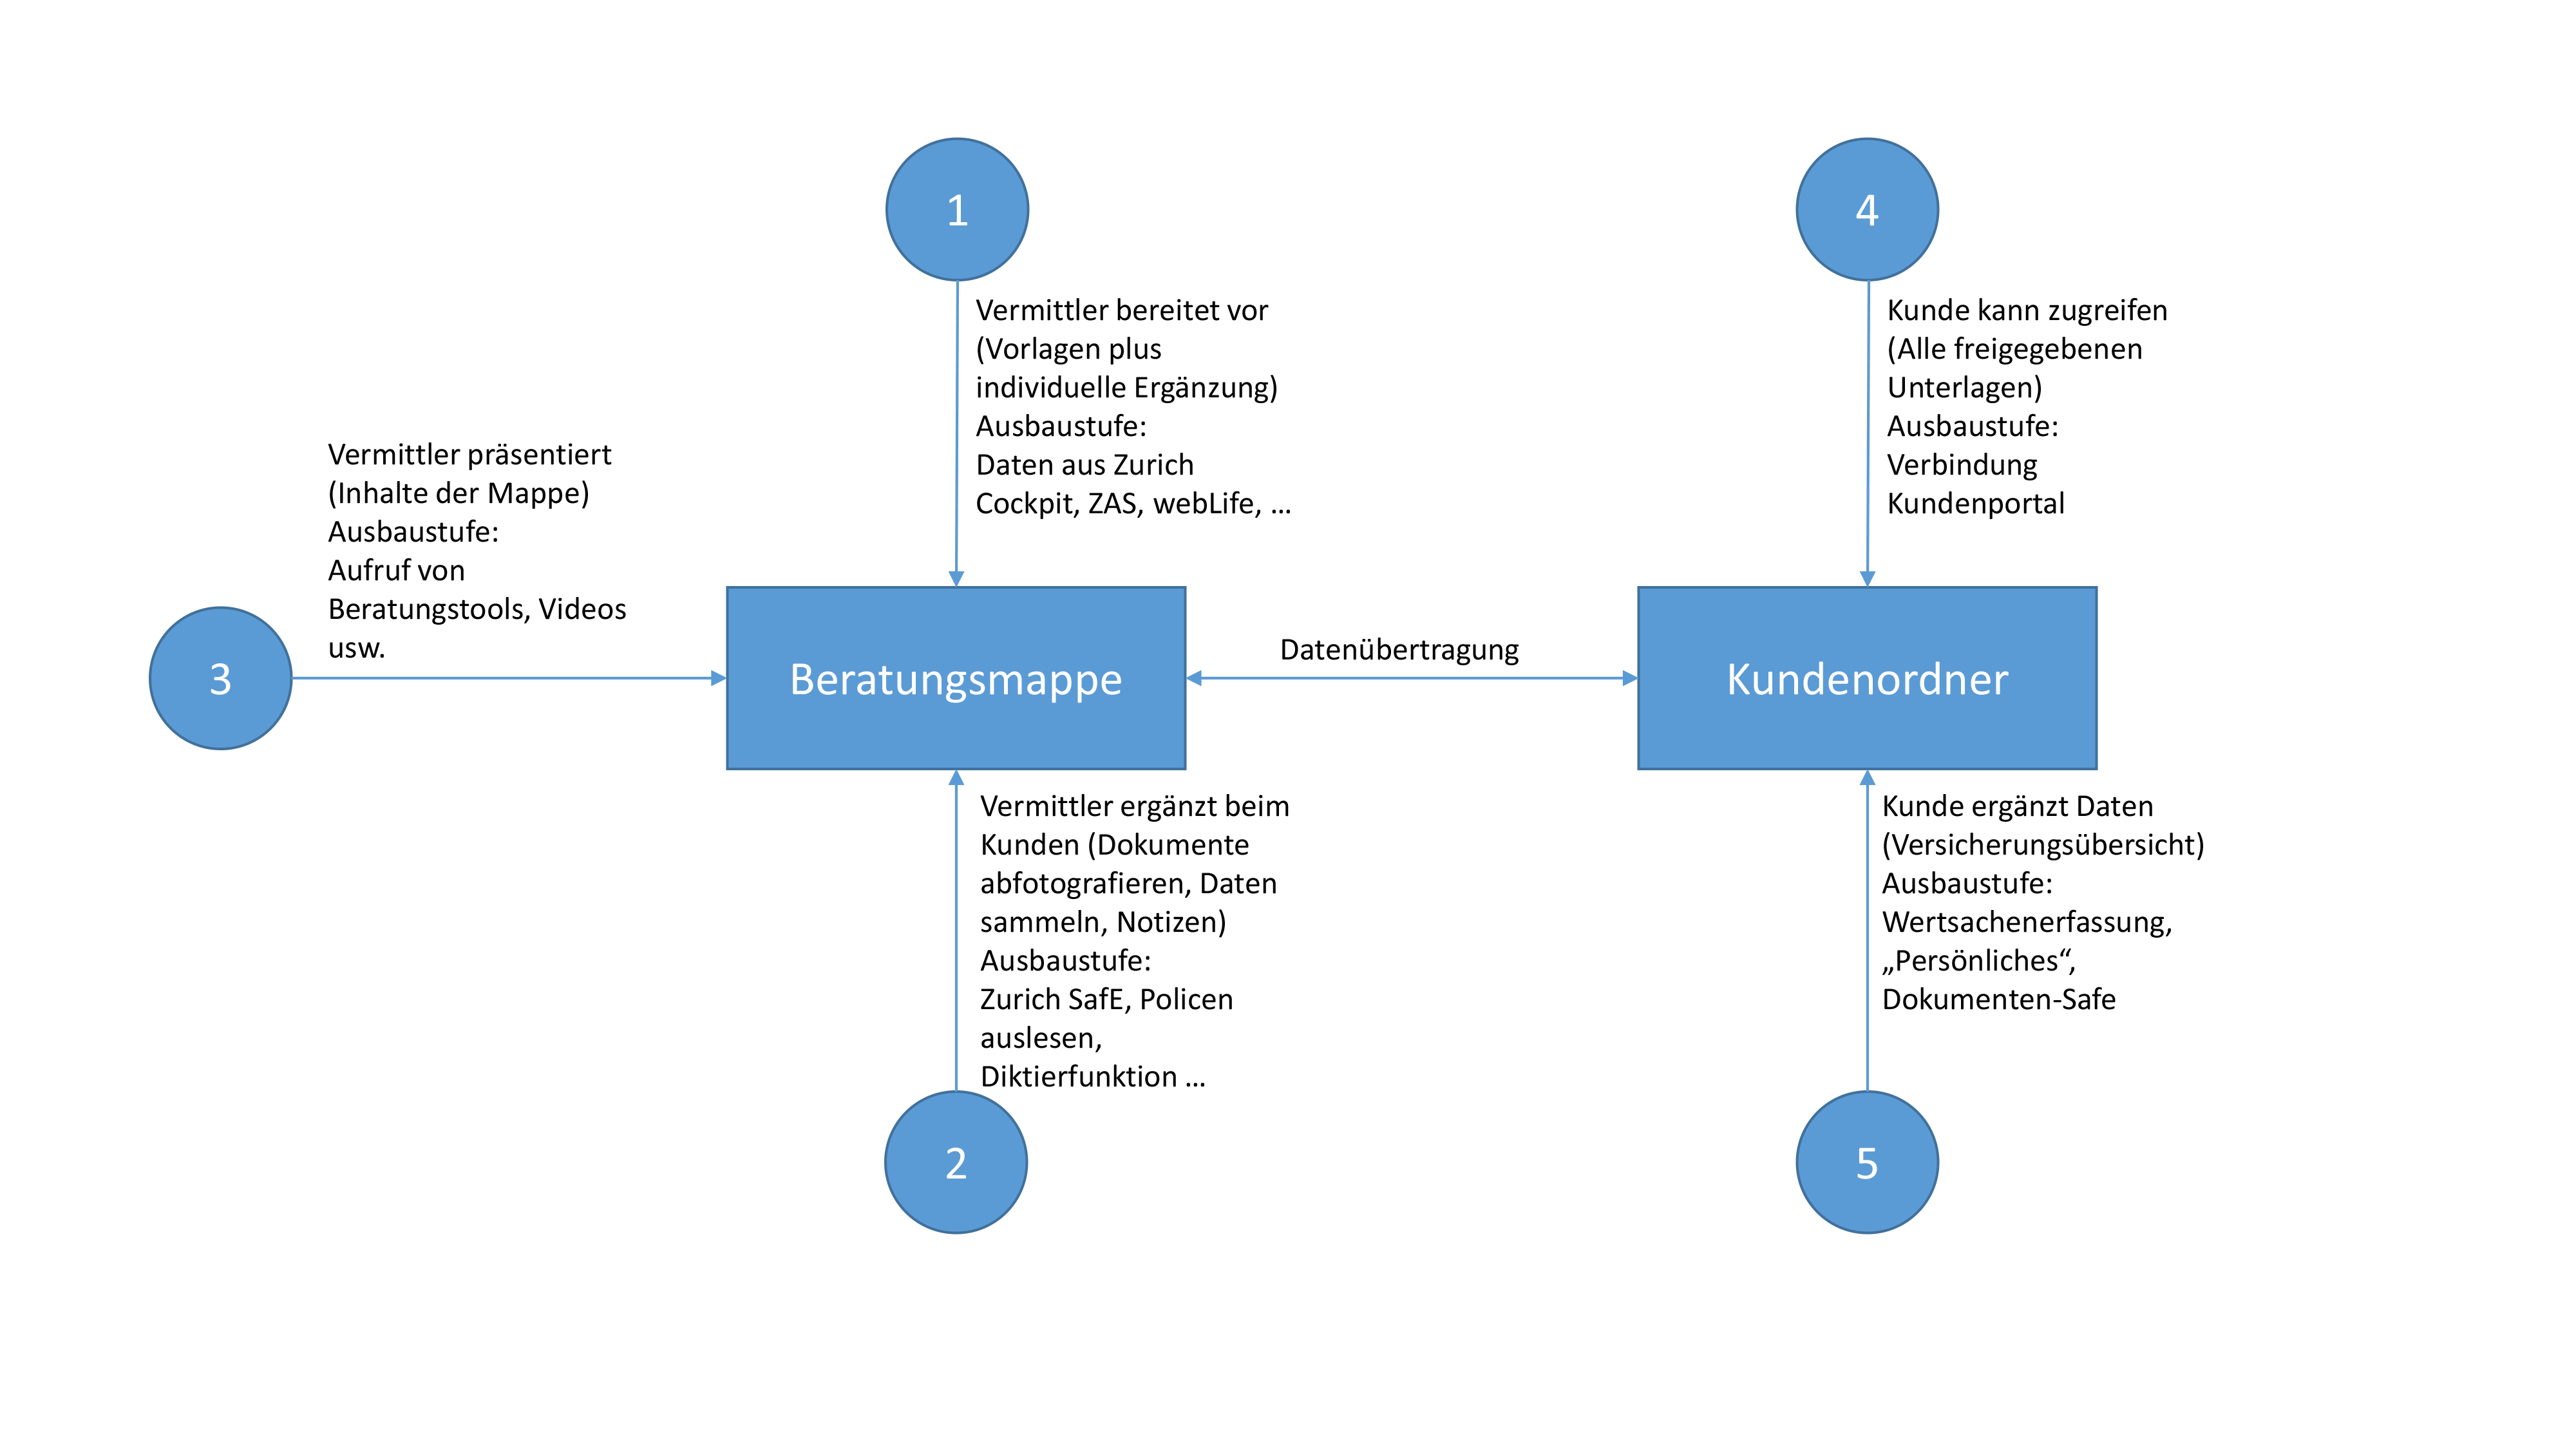 1
Vermittler bereitet vor
(Vorlagen plus
individuelle Ergänzung)
Ausbaustufe:
Daten aus Zurich
Cockpit, ZAS, webLife, …
4
Kunde kann zugreifen
(Alle freigegebenen
Unterlagen)
Ausbaustufe:
Verbindung
Kundenportal
Vermittler präsentiert
(Inhalte der Mappe)
Ausbaustufe:
Aufruf von
Beratungstools, Videos
usw.
3
Beratungsmappe
Datenübertragung
Kundenordner
Vermittler ergänzt beim
Kunden (Dokumente
abfotografieren, Daten
sammeln, Notizen)
Ausbaustufe:
Zurich SafE, Policen
auslesen,
Diktierfunktion …
2
Kunde ergänzt Daten
(Versicherungsübersicht)
Ausbaustufe:
Wertsachenerfassung,
„Persönliches“,
Dokumenten-Safe
5